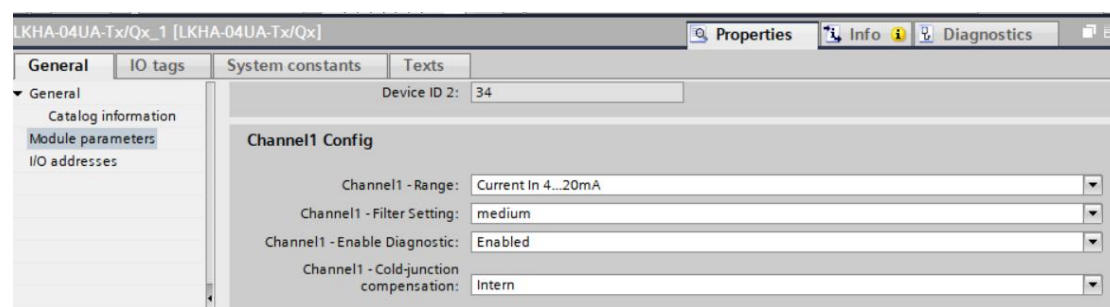 LKHA-04UA-Tx/Qx_1 [LKHA-04UA-Tx/Qx]
Properties
Info
Diagnostics
General
IO tags
System constants
Texts
General
Catalog information
Module parameters
I/O addresses
Device ID 2: 34
Channel1 Config
Channel1 - Range: Current In 4...20mA
Channel1 - Filter Setting: medium
Channel1 - Enable Diagnostic: Enabled
Channel1 - Cold-junction
compensation: Intern